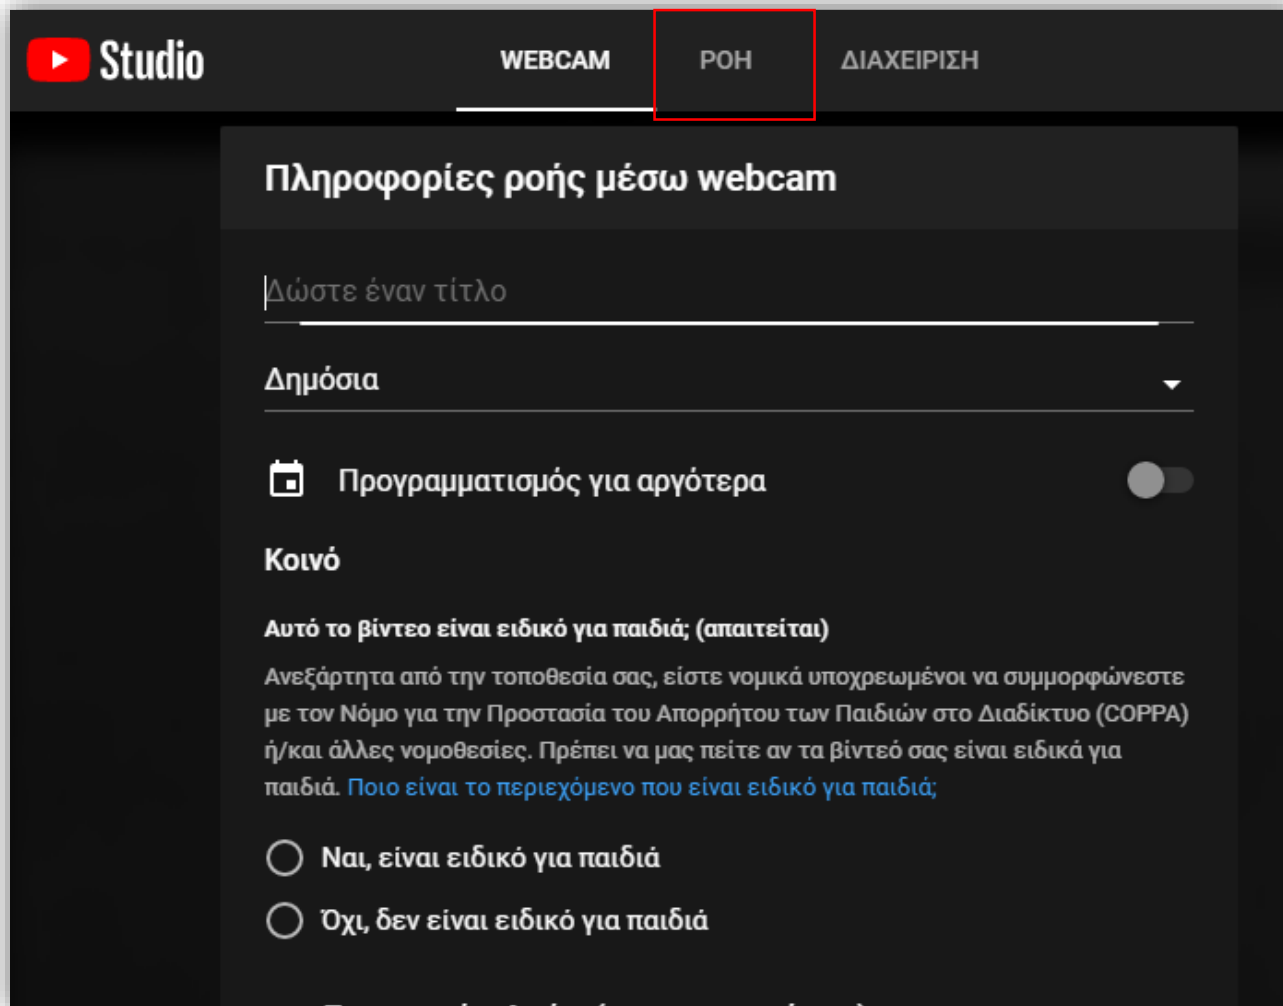 Studio
WEBCAM
ΡΟΗ
ΔΙΑΧΕΙΡΙΣΗ
Πληροφορίες ροής μέσω webcam
Δώστε έναν τίτλο
Δημόσια
Προγραμματισμός για αργότερα
Κοινό
Αυτό το βίντεο είναι ειδικό για παιδιά; (απαιτείται)
Ανεξάρτητα από την τοποθεσία σας, είστε νομικά υποχρεωμένοι να συμμορφώνεστε
με τον Νόμο για την Προστασία του Απορρήτου των Παιδιών στο Διαδίκτυο (COPPA)
ή/και άλλες νομοθεσίες. Πρέπει να μας πείτε αν τα βίντεό σας είναι ειδικά για
παιδιά. Ποιο είναι το περιεχόμενο που είναι ειδικό για παιδιά;
Ναι, είναι ειδικό για παιδιά
Όχι, δεν είναι ειδικό για παιδιά